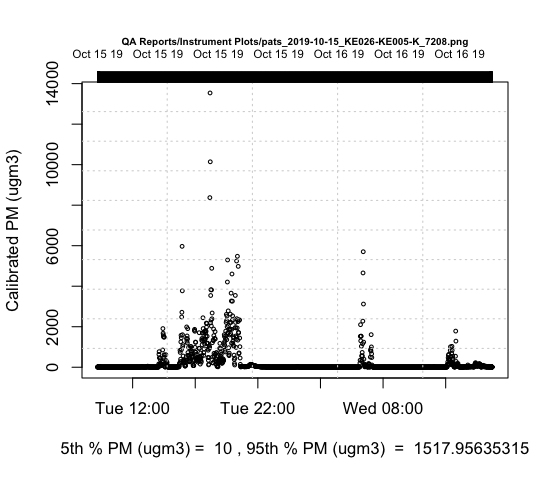 QA Reports/Instrument Plots/pats_2019-10-15_KE026-KE005-K_7208.png
Oct 15 19 Oct 15 19 Oct 15 19 Oct 15 19 Oct 16 19 Oct 16 19 Oct 16 19
14000
10000
6000
2000
0
Calibrated PM (ugm3)
Tue 12:00 Tue 22:00 Wed 08:00
5th % PM (ugm3) = 10 , 95th % PM (ugm3) = 1517.95635315